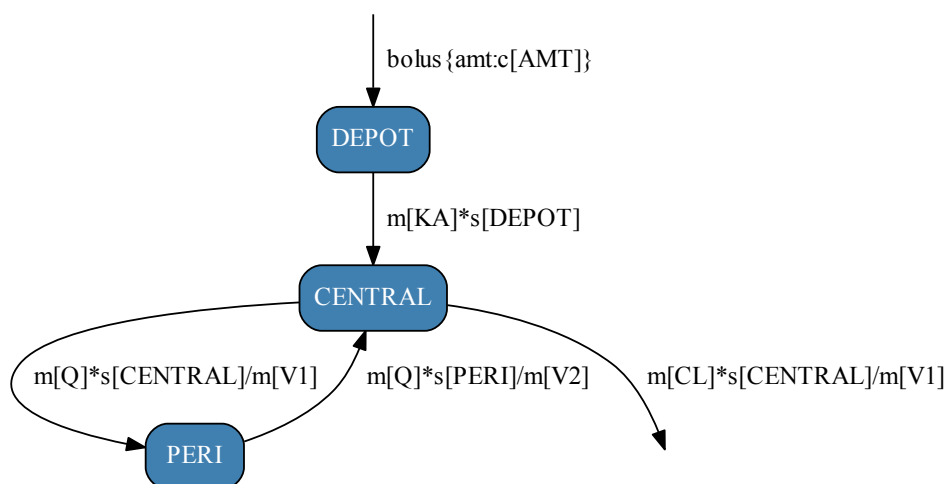 bolus{amt:c[AMT]}
DEPOT
m[KA]*s[DEPOT]
CENTRAL
m[Q]*s[CENTRAL]/m[V1]
m[Q]*s[PERI]/m[V2]
m[CL]*s[CENTRAL]/m[V1]
PERI